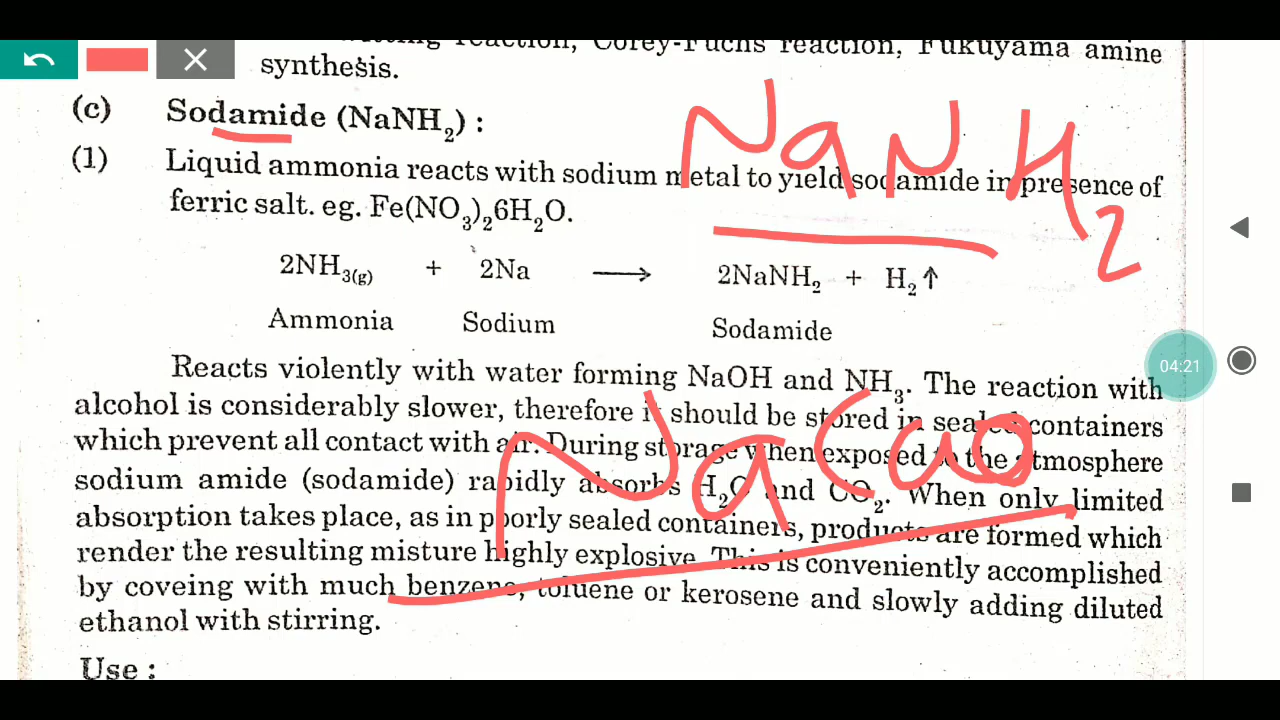 reaction, Corey-Fuchs reaction, Fukuyama amine
synthesis.
(c) Sodamide (NaNH₂) :
NaNH₂
(1) Liquid ammonia reacts with sodium metal to yield sodamide in presence of
ferric salt. eg. Fe(NO₃)₂6H₂O.
2NH₃(g) + 2Na ⟶ 2NaNH₂ + H₂↑
Ammonia Sodium Sodamide
04:21
Reacts violently with water forming NaOH and NH₃. The reaction with
alcohol is considerably slower, therefore it should be stored in sealed containers
which prevent all contact with air. During storage when exposed to the atmosphere
sodium amide (sodamide) rapidly absorbs H₂O and CO₂. When only limited
absorption takes place, as in poorly sealed containers, products are formed which
render the resulting misture highly explosive. This is conveniently accomplished
by coveing with much benzene, toluene or kerosene and slowly adding diluted
ethanol with stirring.
Use :